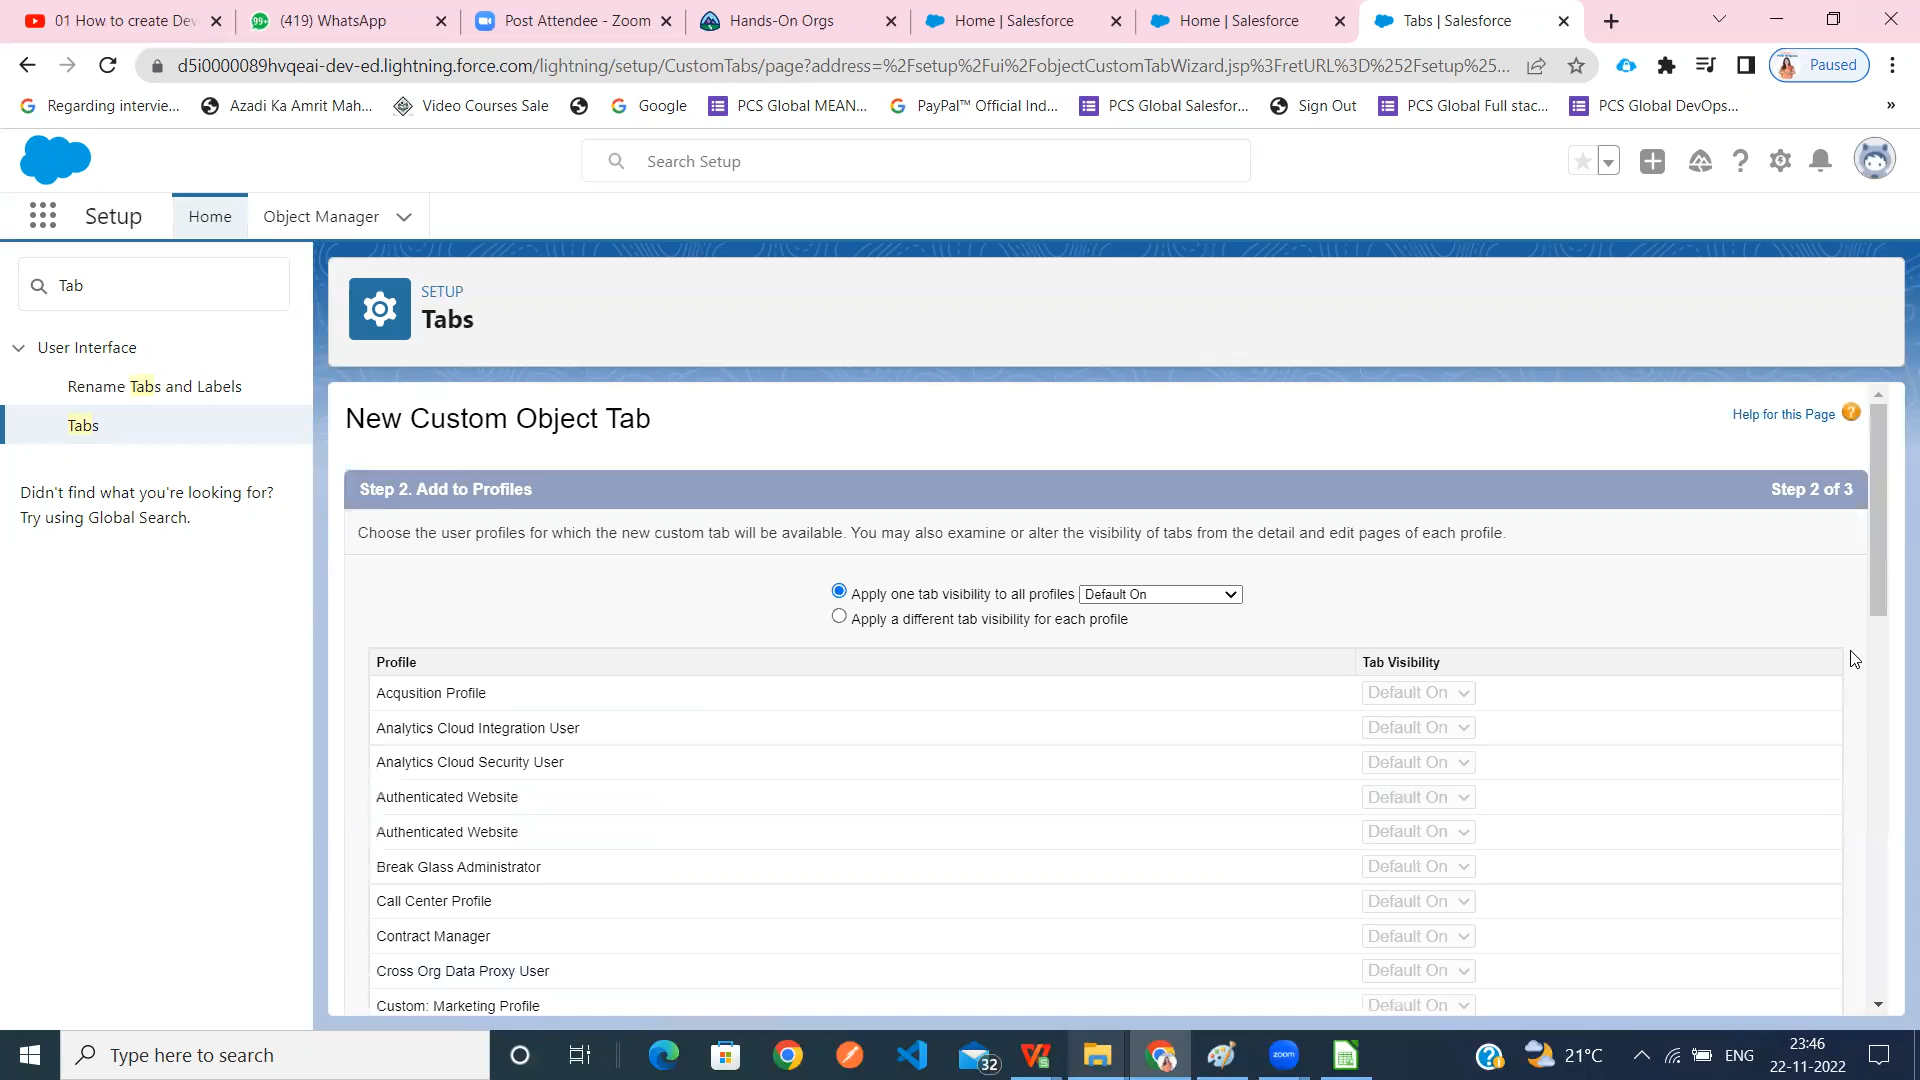 01 How to create Dev
(419) WhatsApp
Post Attendee - Zoom
Hands-On Orgs
Home | Salesforce
Home | Salesforce
Tabs | Salesforce
d5i0000089hvqeai-dev-ed.lightning.force.com/lightning/setup/CustomTabs/page?address=%2Fsetup%2Fui%2FobjectCustomTabWizard.jsp%3FretURL%3D%252Fsetup%25...
Paused
Regarding intervie...
Azadi Ka Amrit Mah...
Video Courses Sale
Google
PCS Global MEAN...
PayPal™ Official Ind...
PCS Global Salesfor...
Sign Out
PCS Global Full stac...
PCS Global DevOps...
»
Search Setup
Setup
Home
Object Manager
Tab
User Interface
Rename Tabs and Labels
Tabs
Didn't find what you're looking for?
Try using Global Search.
SETUP
Tabs
New Custom Object Tab
Help for this Page
Step 2. Add to Profiles
Step 2 of 3
Choose the user profiles for which the new custom tab will be available. You may also examine or alter the visibility of tabs from the detail and edit pages of each profile.
Apply one tab visibility to all profiles Default On
Apply a different tab visibility for each profile
Profile Tab Visibility
Acqusition Profile Default On
Analytics Cloud Integration User Default On
Analytics Cloud Security User Default On
Authenticated Website Default On
Authenticated Website Default On
Break Glass Administrator Default On
Call Center Profile Default On
Contract Manager Default On
Cross Org Data Proxy User Default On
Custom: Marketing Profile Default On
Type here to search
32
zoom
21°C
ENG
23:46
22-11-2022